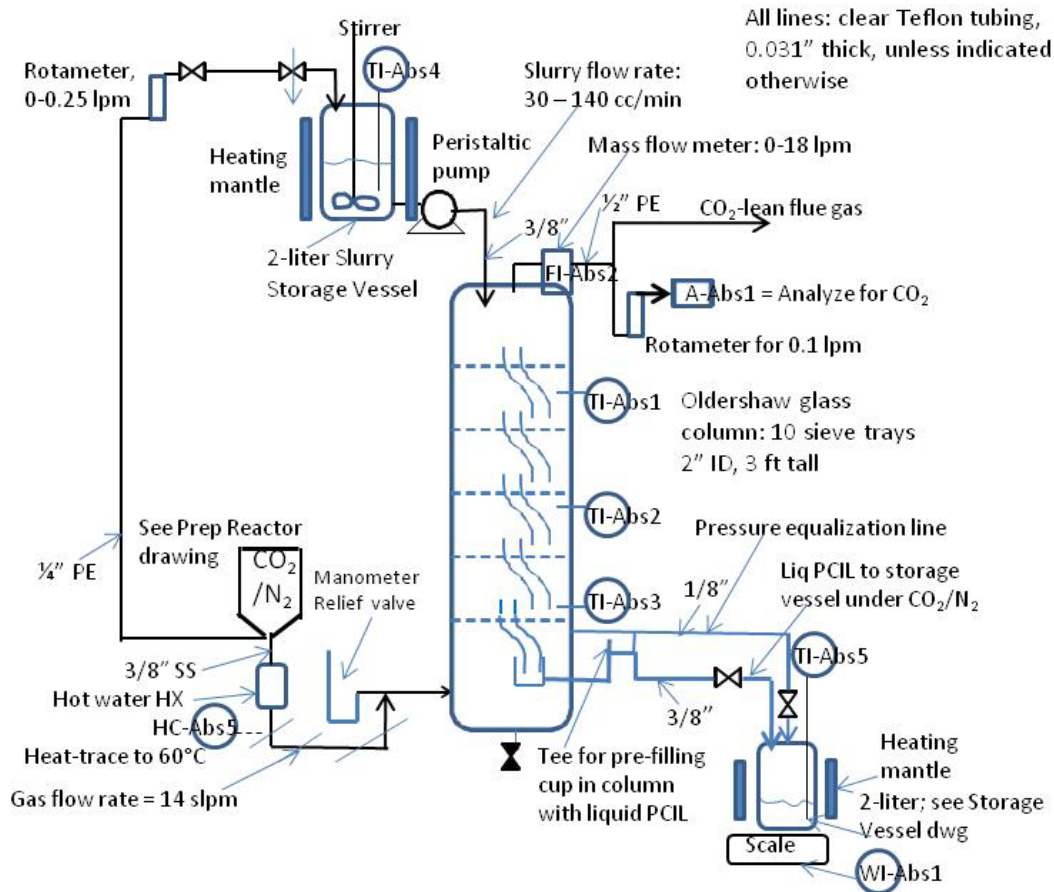 All lines: clear Teflon tubing,
0.031” thick, unless indicated
otherwise
Stirrer
TI-Abs4
Rotameter,
0-0.25 lpm
Slurry flow rate:
30 – 140 cc/min
Heating
mantle
Peristaltic
pump
Mass flow meter: 0-18 lpm
½” PE
CO₂-lean flue gas
3/8”
2-liter Slurry
Storage Vessel
FI-Abs2
A-Abs1 = Analyze for CO₂
Rotameter for 0.1 lpm
TI-Abs1
Oldershaw glass
column: 10 sieve trays
2” ID, 3 ft tall
TI-Abs2
See Prep Reactor
drawing
Pressure equalization line
¼” PE
CO₂
/N₂
Manometer
Relief valve
Liq PCIL to storage
vessel under CO₂/N₂
TI-Abs3
1/8”
TI-Abs5
3/8” SS
Hot water HX
3/8”
HC-Abs5
Heat-trace to 60°C
Gas flow rate = 14 slpm
Tee for pre-filling
cup in column
with liquid PCIL
Heating
mantle
2-liter; see Storage
Vessel dwg
Scale
WI-Abs1